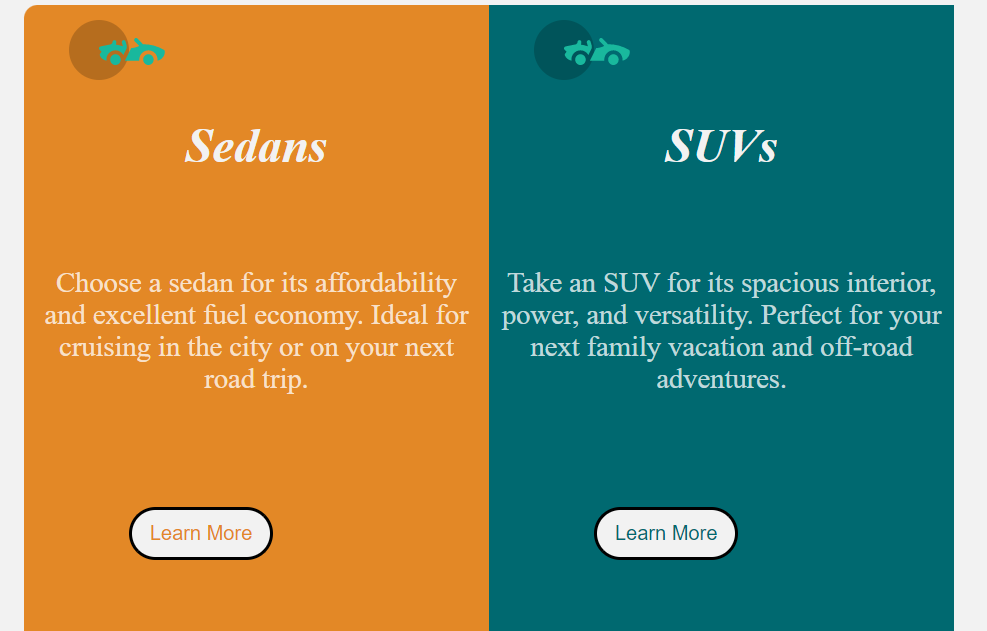 Sedans
Choose a sedan for its affordability
and excellent fuel economy. Ideal for
cruising in the city or on your next
road trip.
Learn More
SUVs
Take an SUV for its spacious interior,
power, and versatility. Perfect for your
next family vacation and off-road
adventures.
Learn More